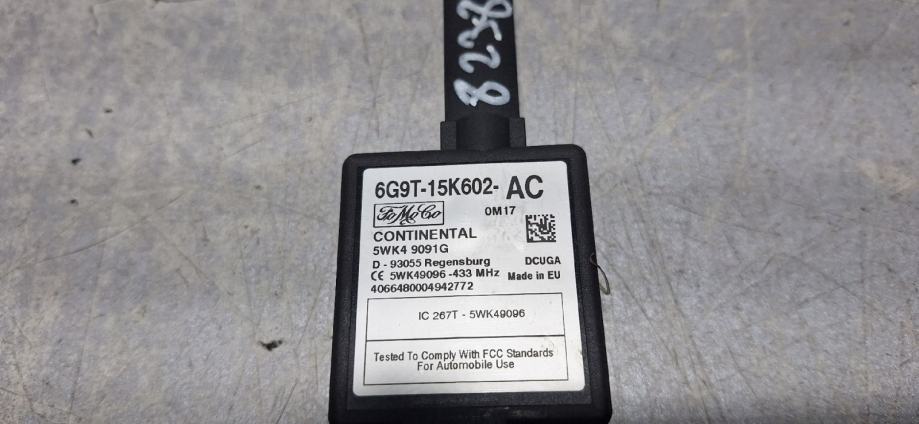 8238
6G9T-15K602- AC
FoMoCo
0M17
CONTINENTAL
5WK4 9091G
D - 93055 Regensburg
DCUGA
CE 5WK49096 -433 MHz
Made in EU
4066480004942772
IC 267T - 5WK49096
Tested To Comply With FCC Standards
For Automobile Use